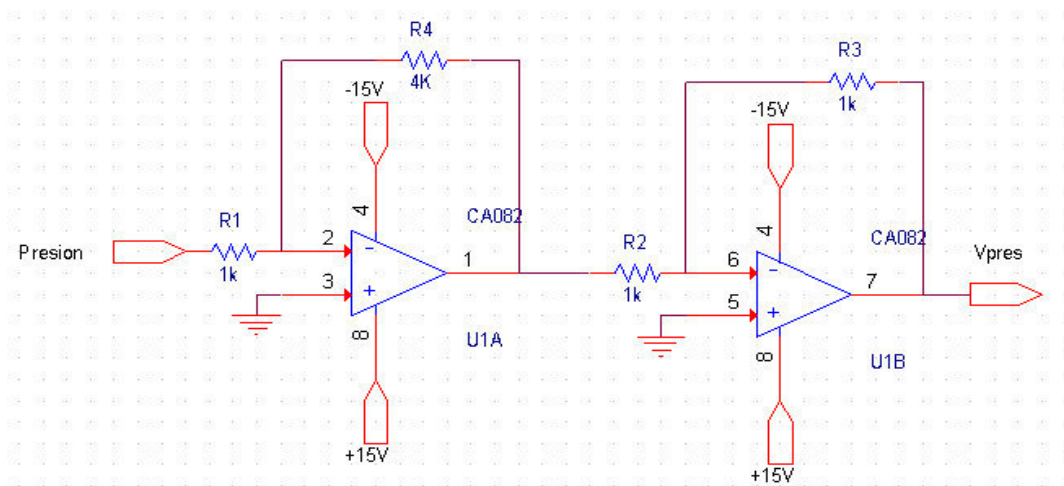 R4
4K
-15V
R3
1k
-15V
4
CA082
R1
Presion
1k
2
-
3
+
1
8
U1A
+15V
4
CA082
R2
1k
6
-
5
+
7
Vpres
8
U1B
+15V